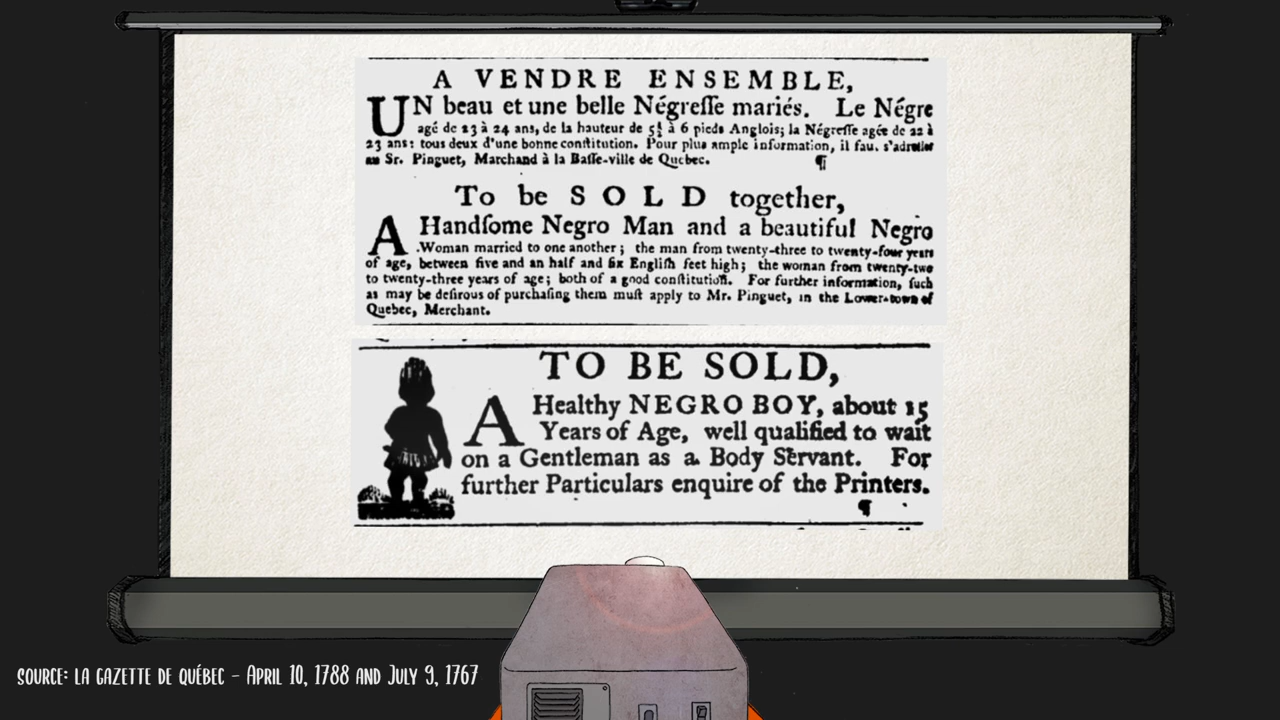 A VENDRE ENSEMBLE,
UN beau et une belle Négreſſe mariés. Le Négre
agé de 23 à 24 ans, de la hauteur de 5½ à 6 pieds Anglois; la Négreſſe agée de 22 à
23 ans: tous deux d'une bonne conſtitution. Pour plus ample information, il fau. s'adreſſer
au Sr. Pinguet, Marchand à la Baſſe-ville de Quebec. ¶
To be SOLD together,
A Handſome Negro Man and a beautiful Negro
Woman married to one another; the man from twenty-three to twenty-four years
of age, between five and an half and ſix Engliſh feet high; the woman from twenty-two
to twenty-three years of age; both of a good conſtitution. For further information, ſuch
as may be deſirous of purchaſing them muſt apply to Mr. Pinguet, in the Lower-town of
Quebec, Merchant.
TO BE SOLD,
A Healthy NEGRO BOY, about 15
Years of Age, well qualified to wait
on a Gentleman as a Body Servant. For
further Particulars enquire of the Printers.
¶
SOURCE: LA GAZETTE DE QUÉBEC - APRIL 10, 1788 AND JULY 9, 1767